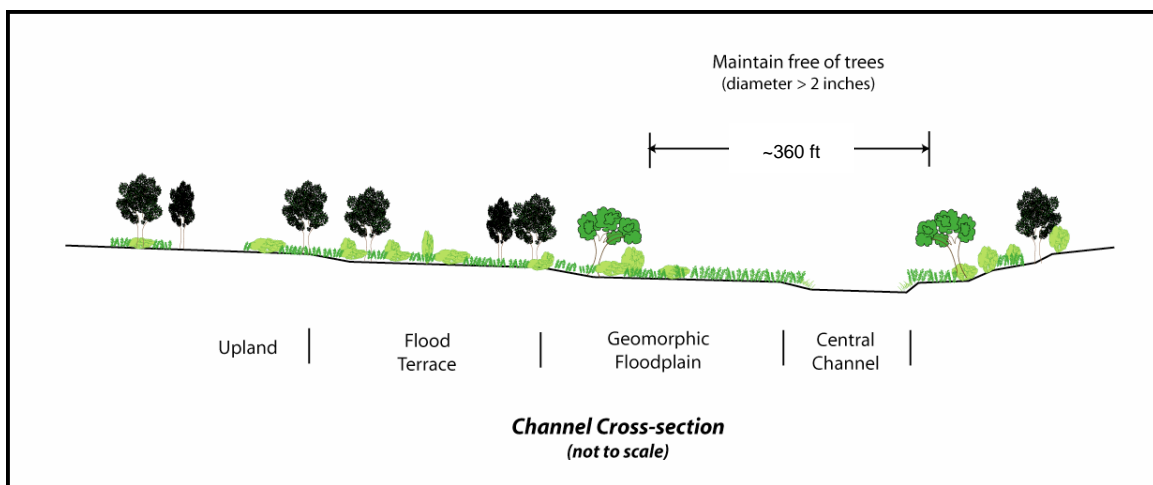 Maintain free of trees
(diameter > 2 inches)
~360 ft
Upland
Flood
Terrace
Geomorphic
Floodplain
Central
Channel
Channel Cross-section
(not to scale)